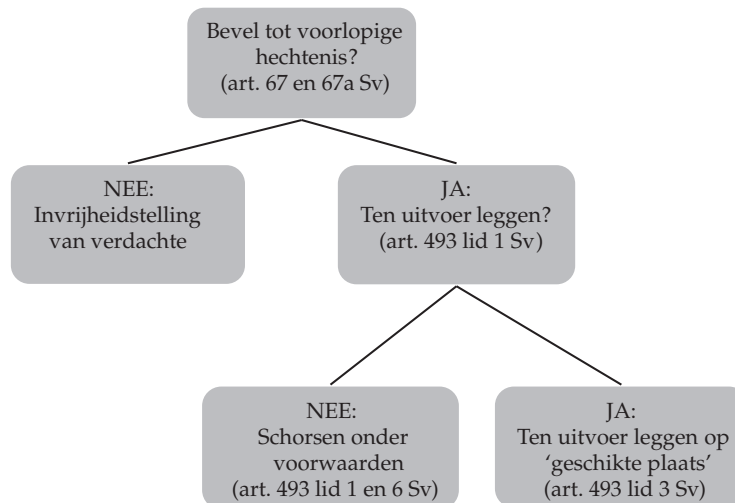 Bevel tot voorlopige
hechtenis?
(art. 67 en 67a Sv)
NEE:
Invrijheidstelling
van verdachte
JA:
Ten uitvoer leggen?
(art. 493 lid 1 Sv)
NEE:
Schorsen onder
voorwaarden
(art. 493 lid 1 en 6 Sv)
JA:
Ten uitvoer leggen op
‘geschikte plaats’
(art. 493 lid 3 Sv)